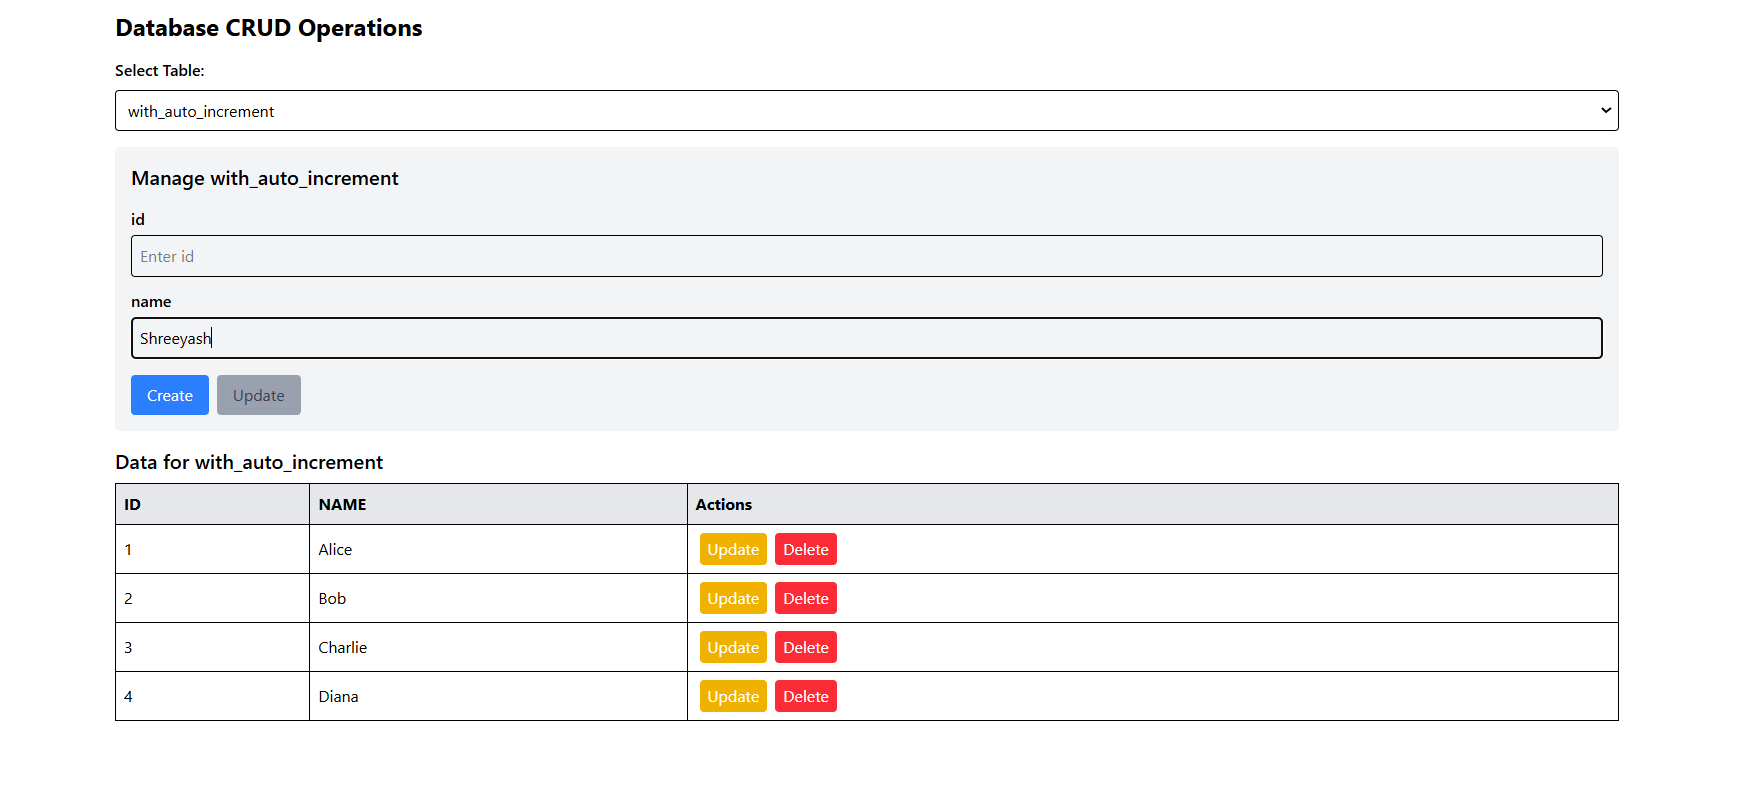 Database CRUD Operations
Select Table:
with_auto_increment
Manage with_auto_increment
id
Enter id
name
Shreeyash
Create Update
Data for with_auto_increment
ID NAME Actions
1 Alice Update Delete
2 Bob Update Delete
3 Charlie Update Delete
4 Diana Update Delete